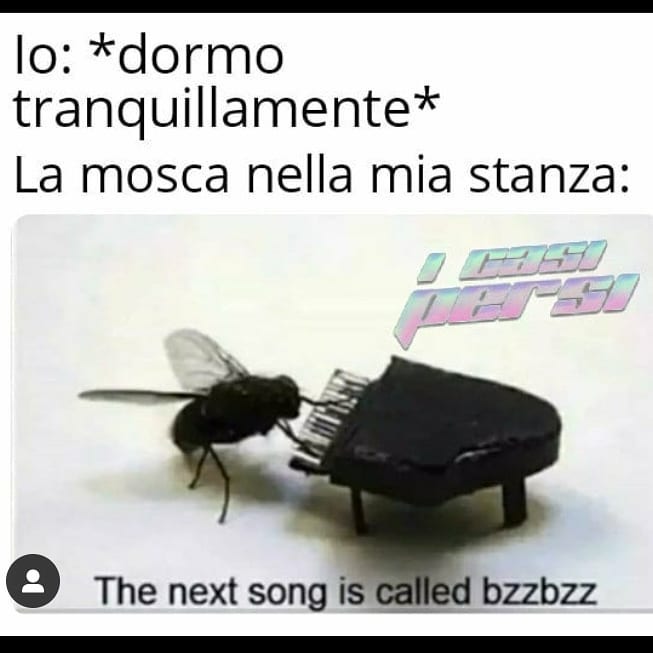 Io: *dormo
tranquillamente*
La mosca nella mia stanza:
i casi
persi
The next song is called bzzbzz